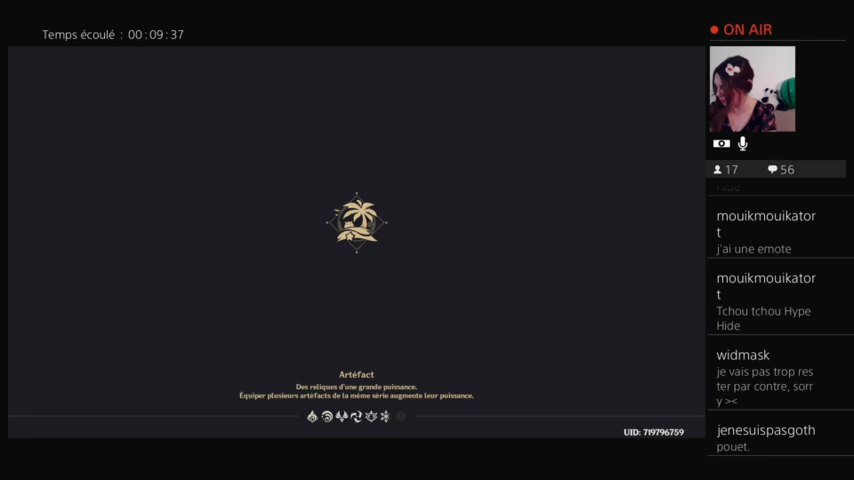 Temps écoulé : 00:09:37
ON AIR
17
56
Hide
mouikmouikator
t
j'ai une emote
mouikmouikator
t
Tchou tchou Hype
Hide
widmask
je vais pas trop res
ter par contre, sorr
y ><
jenesuispasgoth
pouet.
Artéfact
Des reliques d'une grande puissance.
Équiper plusieurs artéfacts de la même série augmente leur puissance.
UID: 719796759